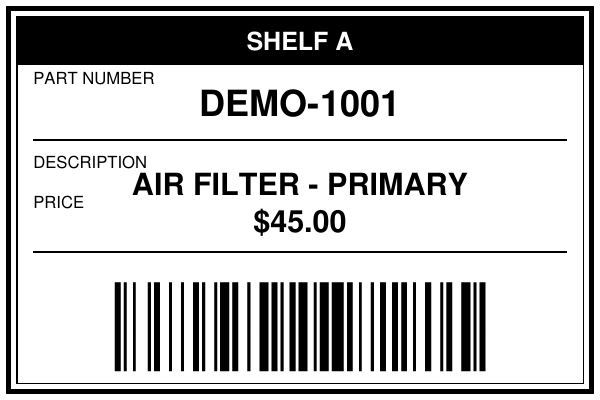 SHELF A
PART NUMBER
DEMO-1001
DESCRIPTION
AIR FILTER - PRIMARY
PRICE
$45.00